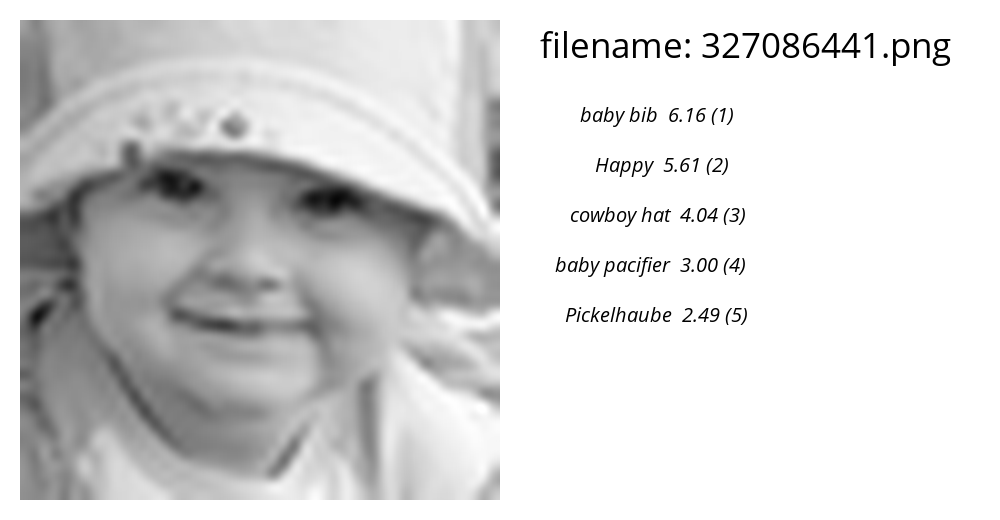 filename: 327086441.png
baby bib 6.16 (1)
Happy 5.61 (2)
cowboy hat 4.04 (3)
baby pacifier 3.00 (4)
Pickelhaube 2.49 (5)